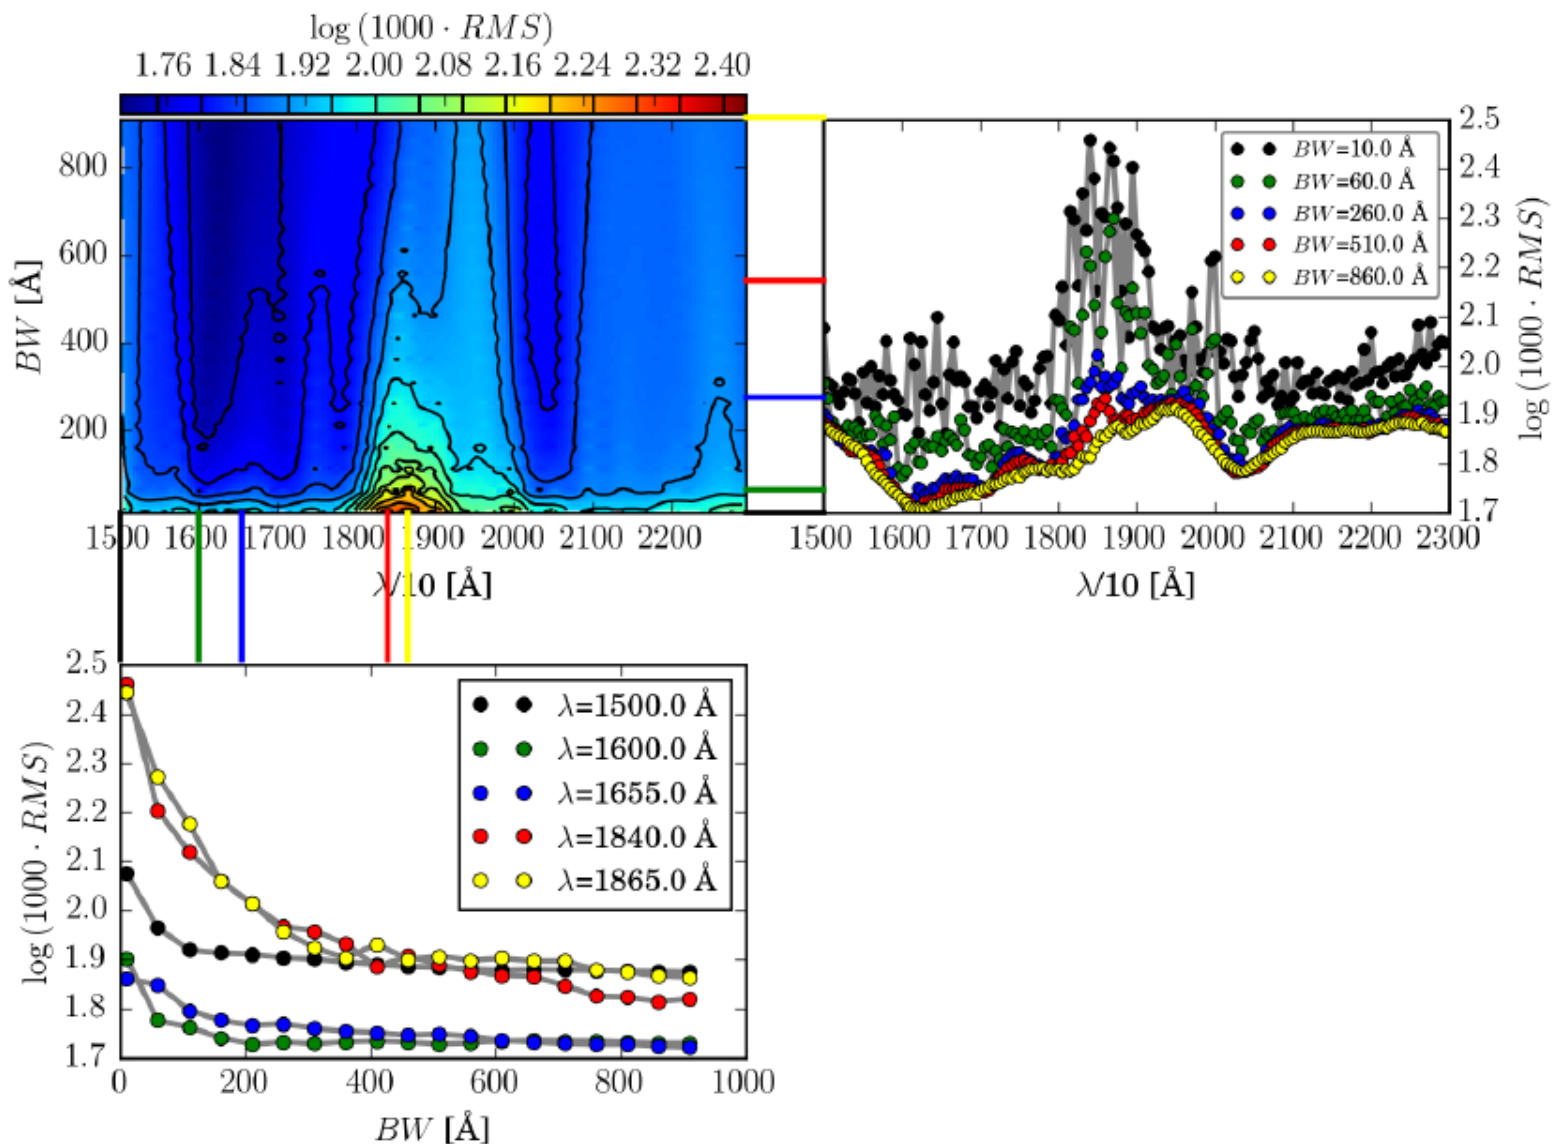 log (1000 · RMS)
1.76 1.84 1.92 2.00 2.08 2.16 2.24 2.32 2.40
BW [Å]
800
600
400
200
1500 1600 1700 1800 1900 2000 2100 2200
λ/10 [Å]
BW=10.0 Å
BW=60.0 Å
BW=260.0 Å
BW=510.0 Å
BW=860.0 Å
2.5
2.4
2.3
2.2
2.1
2.0
1.9
1.8
1.7
log (1000 · RMS)
1500 1600 1700 1800 1900 2000 2100 2200 2300
λ/10 [Å]
log (1000 · RMS)
2.5
2.4
2.3
2.2
2.1
2.0
1.9
1.8
1.7
λ=1500.0 Å
λ=1600.0 Å
λ=1655.0 Å
λ=1840.0 Å
λ=1865.0 Å
0 200 400 600 800 1000
BW [Å]